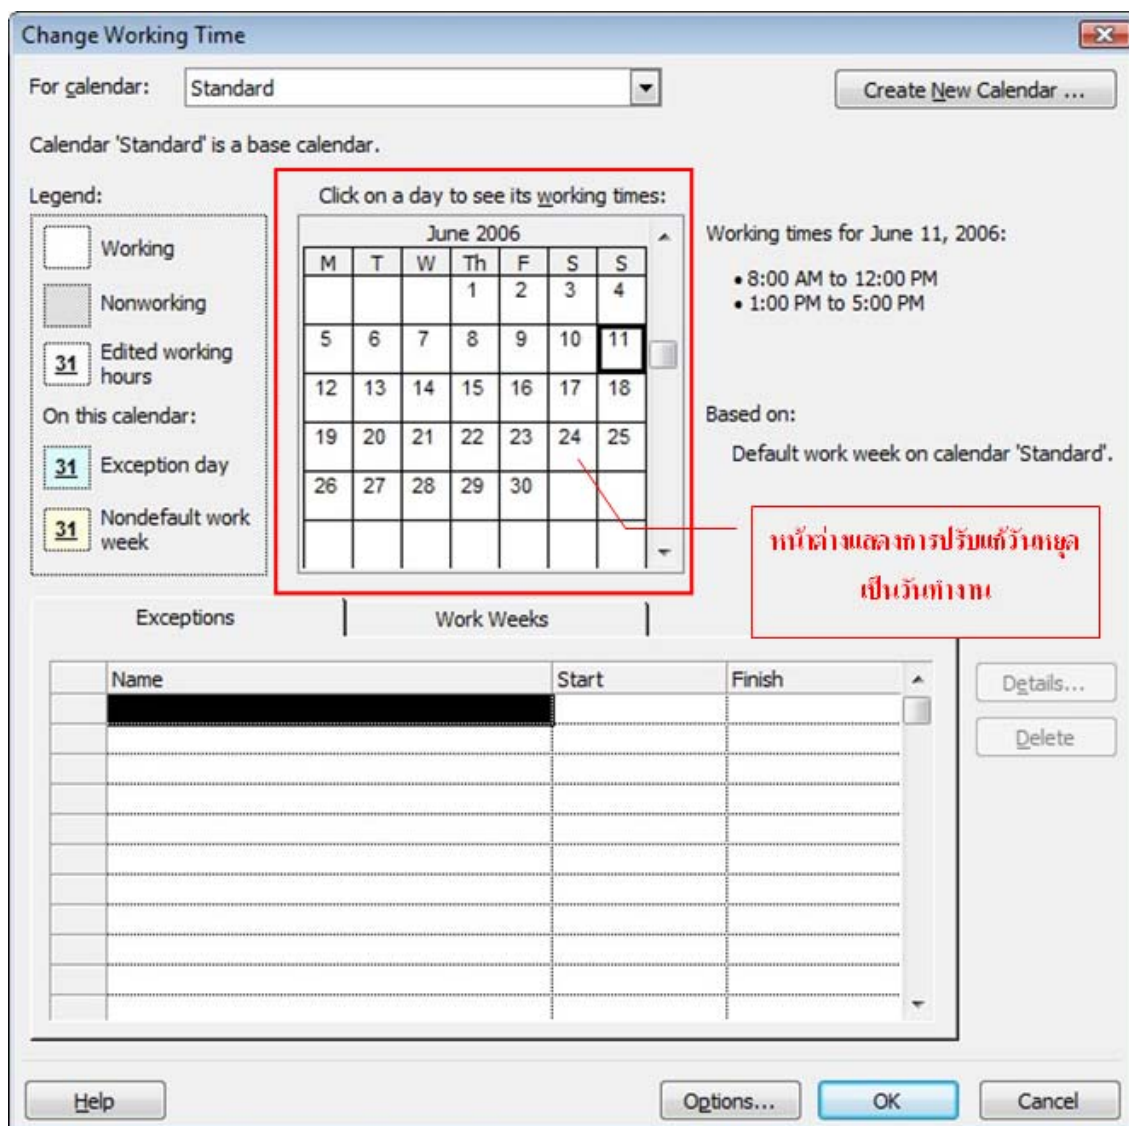 Change Working Time
For calendar: Standard Create New Calendar ...
Calendar 'Standard' is a base calendar.
Legend:
Working
Nonworking
31 Edited working
hours
On this calendar:
31 Exception day
31 Nondefault work
week
Click on a day to see its working times:
June 2006
M T W Th F S S
1 2 3 4
5 6 7 8 9 10 11
12 13 14 15 16 17 18
19 20 21 22 23 24 25
26 27 28 29 30
Working times for June 11, 2006:
• 8:00 AM to 12:00 PM
• 1:00 PM to 5:00 PM
Based on:
Default work week on calendar 'Standard'.
หน้าต่างแสดงการปรับแก้วันหยุด
เป็นวันทำงาน
Exceptions Work Weeks
Name Start Finish
Details...
Delete
Help Options... OK Cancel